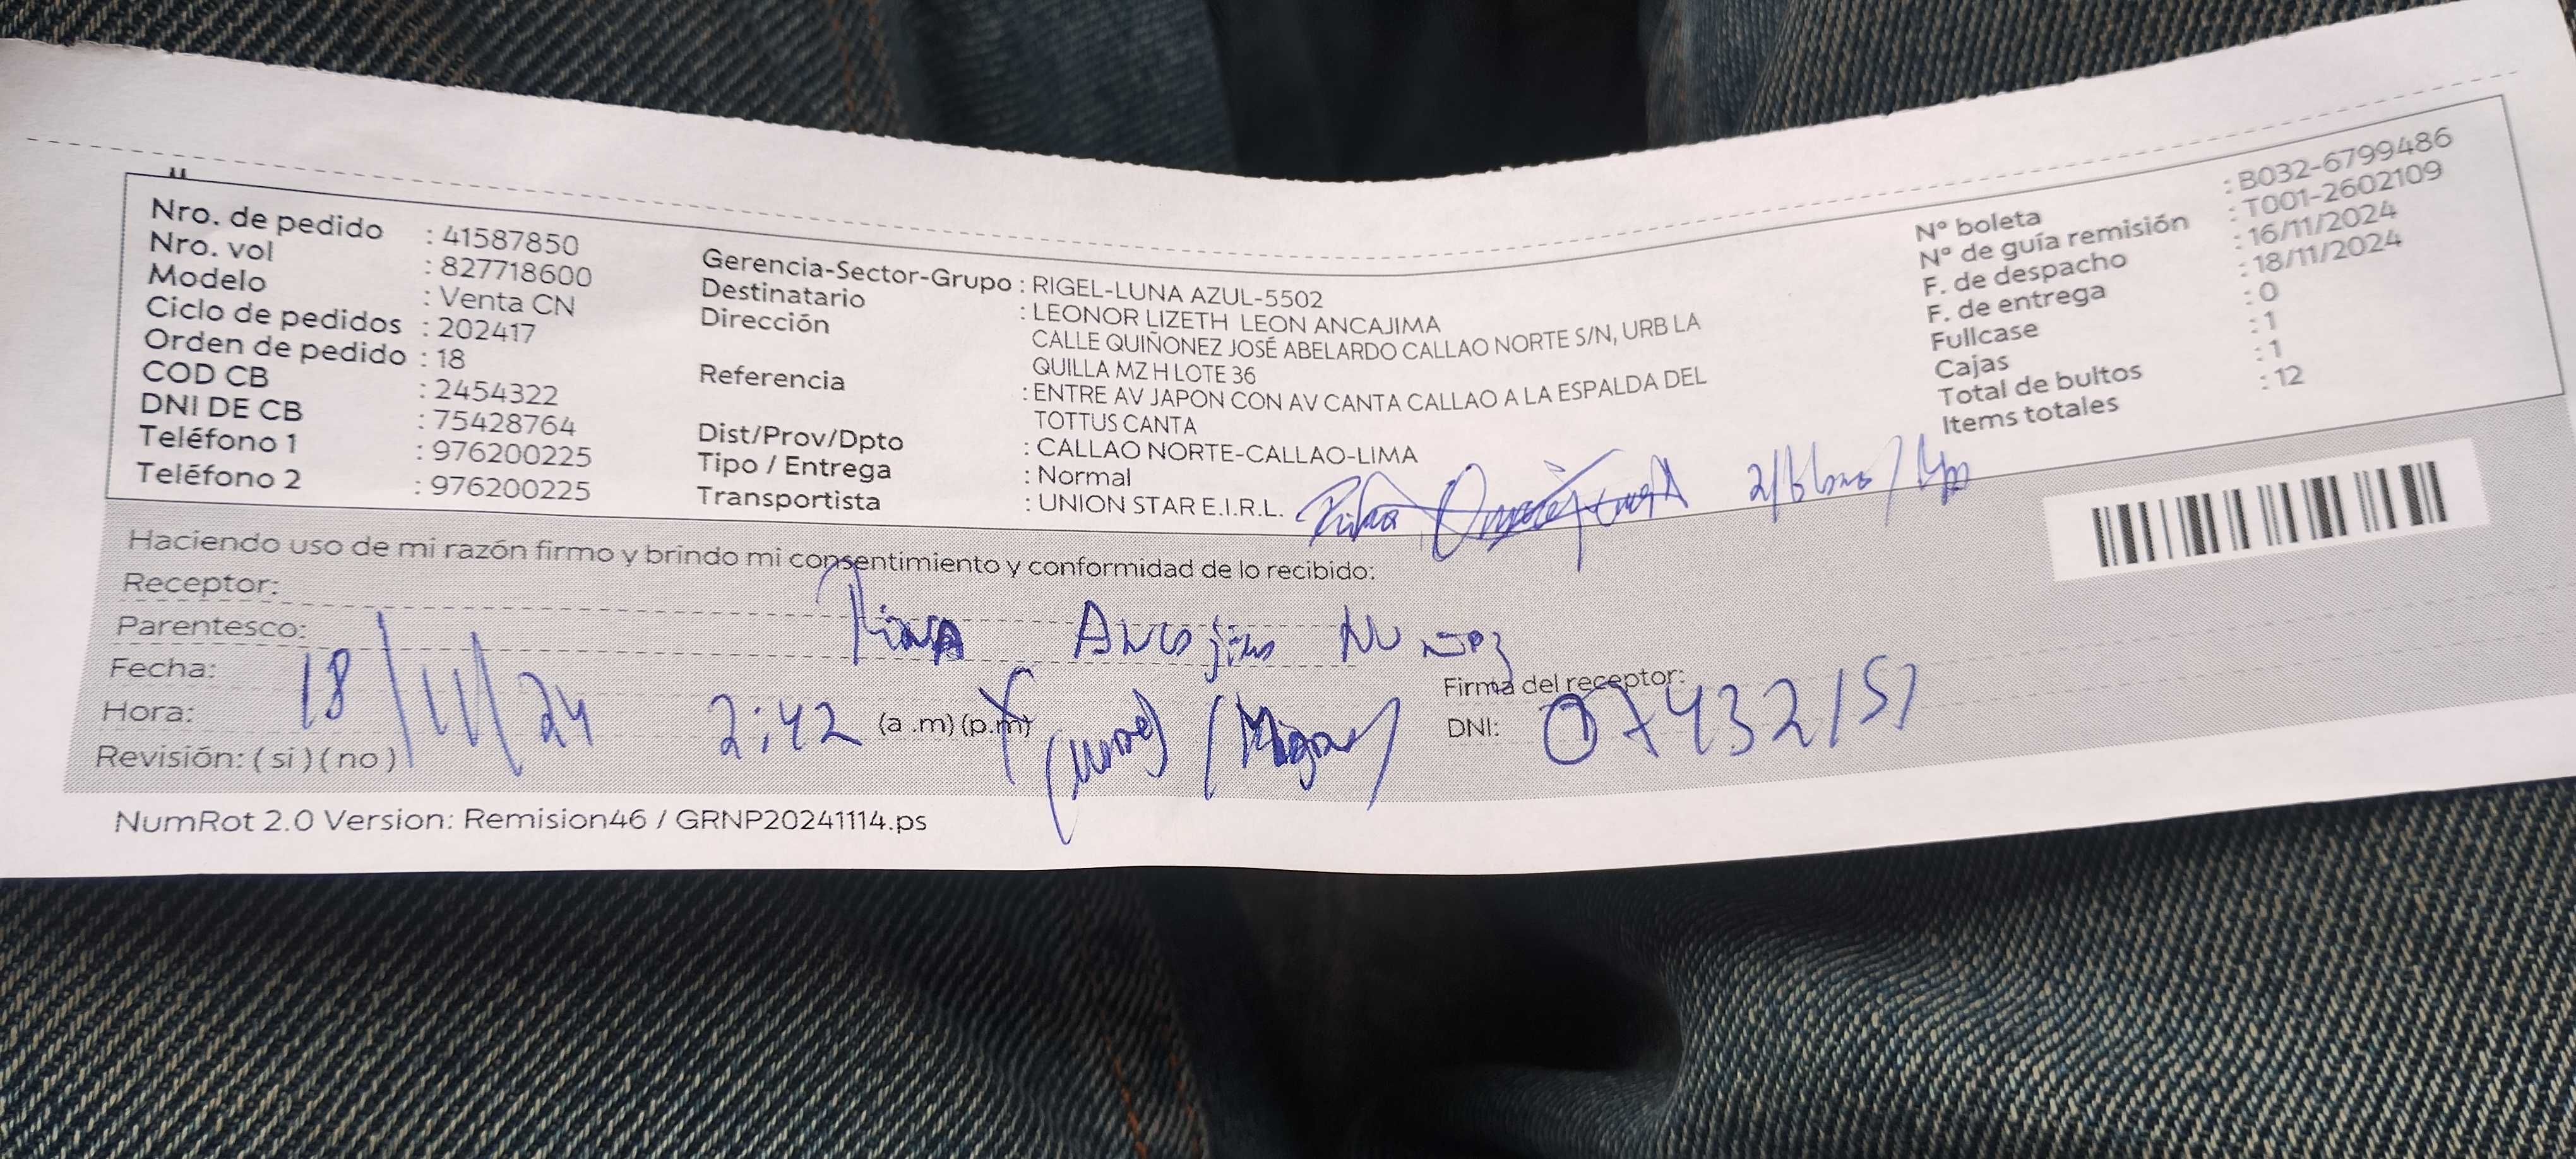 Nro. de pedido : 41587850
Nro. vol : 827718600
Modelo : Venta CN
Ciclo de pedidos : 202417
Orden de pedido : 18
COD CB : 2454322
DNI DE CB : 75428764
Teléfono 1 : 976200225
Teléfono 2 : 976200225
Gerencia-Sector-Grupo : RIGEL-LUNA AZUL-5502
Destinatario : LEONOR LIZETH LEON ANCAJIMA
Dirección CALLE QUIÑONEZ JOSÉ ABELARDO CALLAO NORTE S/N, URB LA
QUILLA MZ H LOTE 36
Referencia : ENTRE AV JAPON CON AV CANTA CALLAO A LA ESPALDA DEL
TOTTUS CANTA
Dist/Prov/Dpto : CALLAO NORTE-CALLAO-LIMA
Tipo / Entrega : Normal
Transportista : UNION STAR E.I.R.L.
N° boleta : B032-6799486
N° de guía remisión : T001-2602109
F. de despacho : 16/11/2024
F. de entrega : 18/11/2024
Fullcase : 0
Cajas : 1
Total de bultos : 1
Items totales : 12
Haciendo uso de mi razón firmo y brindo mi consentimiento y conformidad de lo recibido:
Receptor:
Parentesco:
Fecha: 18/11/24
Hora: 2:42 (a .m) (p.m)
Revisión: ( si ) ( no )
Firma del receptor:
DNI: 07432151
NumRot 2.0 Version: Remision46 / GRNP20241114.ps